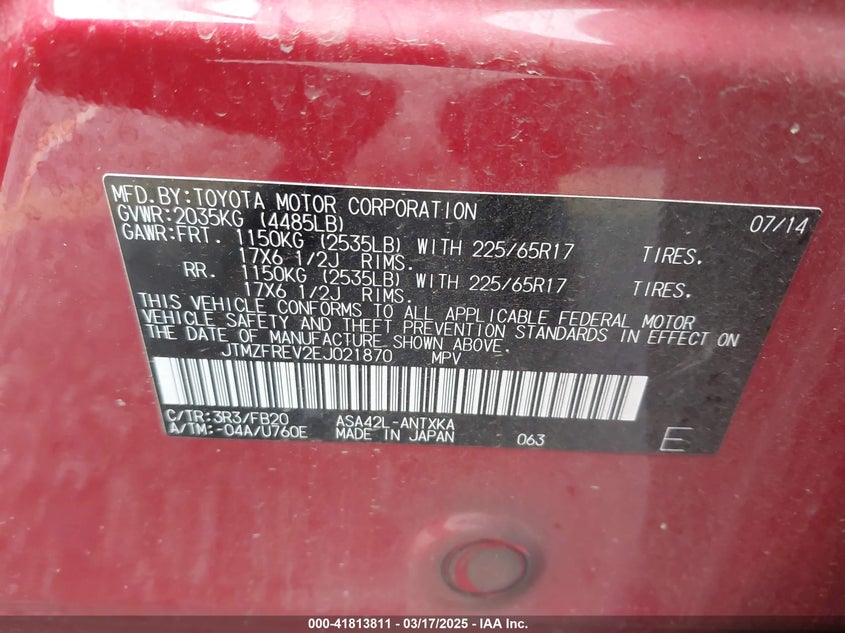 MFD.BY:TOYOTA MOTOR CORPORATION 07/14
GVWR:2035KG (4485LB)
GAWR:FRT. 1150KG (2535LB) WITH 225/65R17 TIRES.
17X6 1/2J RIMS.
RR. 1150KG (2535LB) WITH 225/65R17 TIRES.
17X6 1/2J RIMS.
THIS VEHICLE CONFORMS TO ALL APPLICABLE FEDERAL MOTOR
VEHICLE SAFETY AND THEFT PREVENTION STANDARDS IN EFFECT ON
THE DATE OF MANUFACTURE SHOWN ABOVE.
JTMZFREV2EJ021870 MPV
C/TR:3R3/FB20 ASA42L-ANTXKA
A/TM:-04A/U760E MADE IN JAPAN 063 E
000-41813811 - 03/17/2025 - IAA Inc.